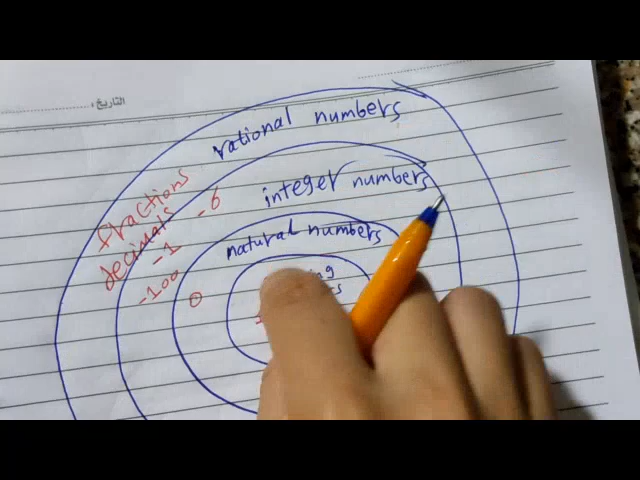 التاريخ:
rational numbers
fractions
decimals
integer numbers
-6
-1
-100
natural numbers
0